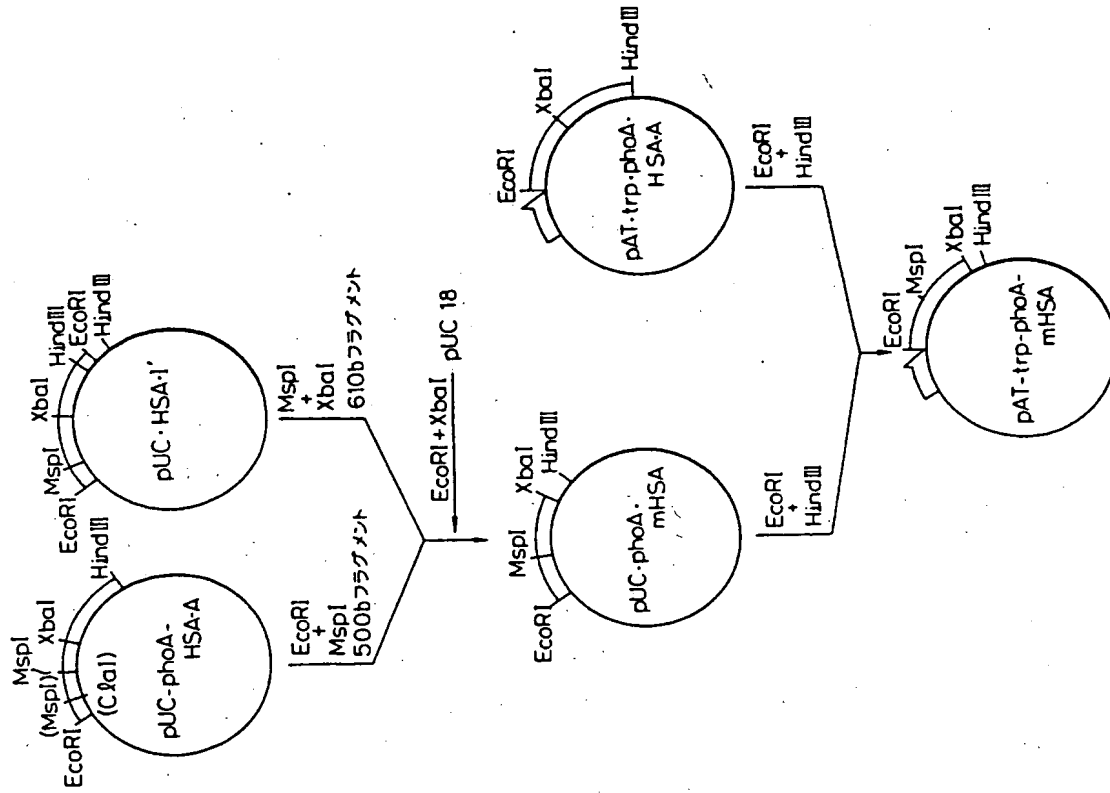 EcoRI
(MspI)
MspI
XbaI
HindIII
(ClaI)
pUC-phoA-
HSA-A
EcoRI
MspI
XbaI
HindIII
EcoRI
HindIII
pUC・HSA・I′
EcoRI
+
MspI
500bフラグメント
MspI
+
XbaI
610bフラグメント
EcoRI+XbaI
pUC 18
EcoRI
MspI
XbaI
HindIII
pUC-phoA・
mHSA
EcoRI
XbaI
HindIII
pAT・trp・phoA・
HSA・A
EcoRI
+
HindIII
EcoRI
+
HindIII
EcoRI
MspI
XbaI
HindIII
pAT-trp-phoA-
mHSA